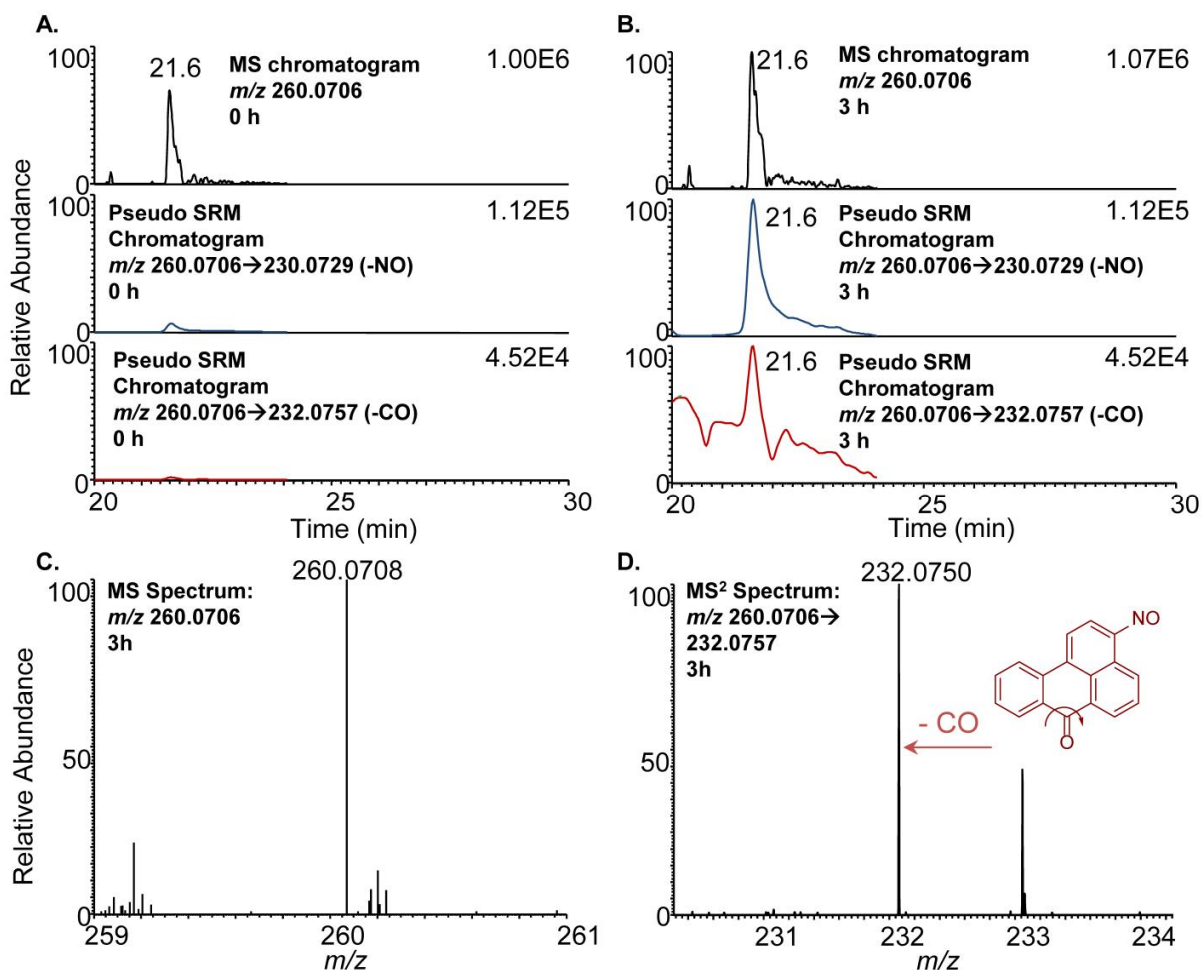 A.
Relative Abundance
100
0
21.6
MS chromatogram
m/z 260.0706
0 h
1.00E6
100
0
Pseudo SRM
Chromatogram
m/z 260.0706→230.0729 (-NO)
0 h
1.12E5
100
0
Pseudo SRM
Chromatogram
m/z 260.0706→232.0757 (-CO)
0 h
4.52E4
20
25
30
Time (min)
B.
100
0
21.6
MS chromatogram
m/z 260.0706
3 h
1.07E6
100
0
21.6
Pseudo SRM
Chromatogram
m/z 260.0706→230.0729 (-NO)
3 h
1.12E5
100
0
21.6
Pseudo SRM
Chromatogram
m/z 260.0706→232.0757 (-CO)
3 h
4.52E4
20
25
30
Time (min)
C.
Relative Abundance
100
50
0
MS Spectrum:
m/z 260.0706
3h
260.0708
259
260
261
m/z
D.
100
50
0
MS² Spectrum:
m/z 260.0706→
232.0757
3h
232.0750
NO
O
- CO
231
232
233
234
m/z